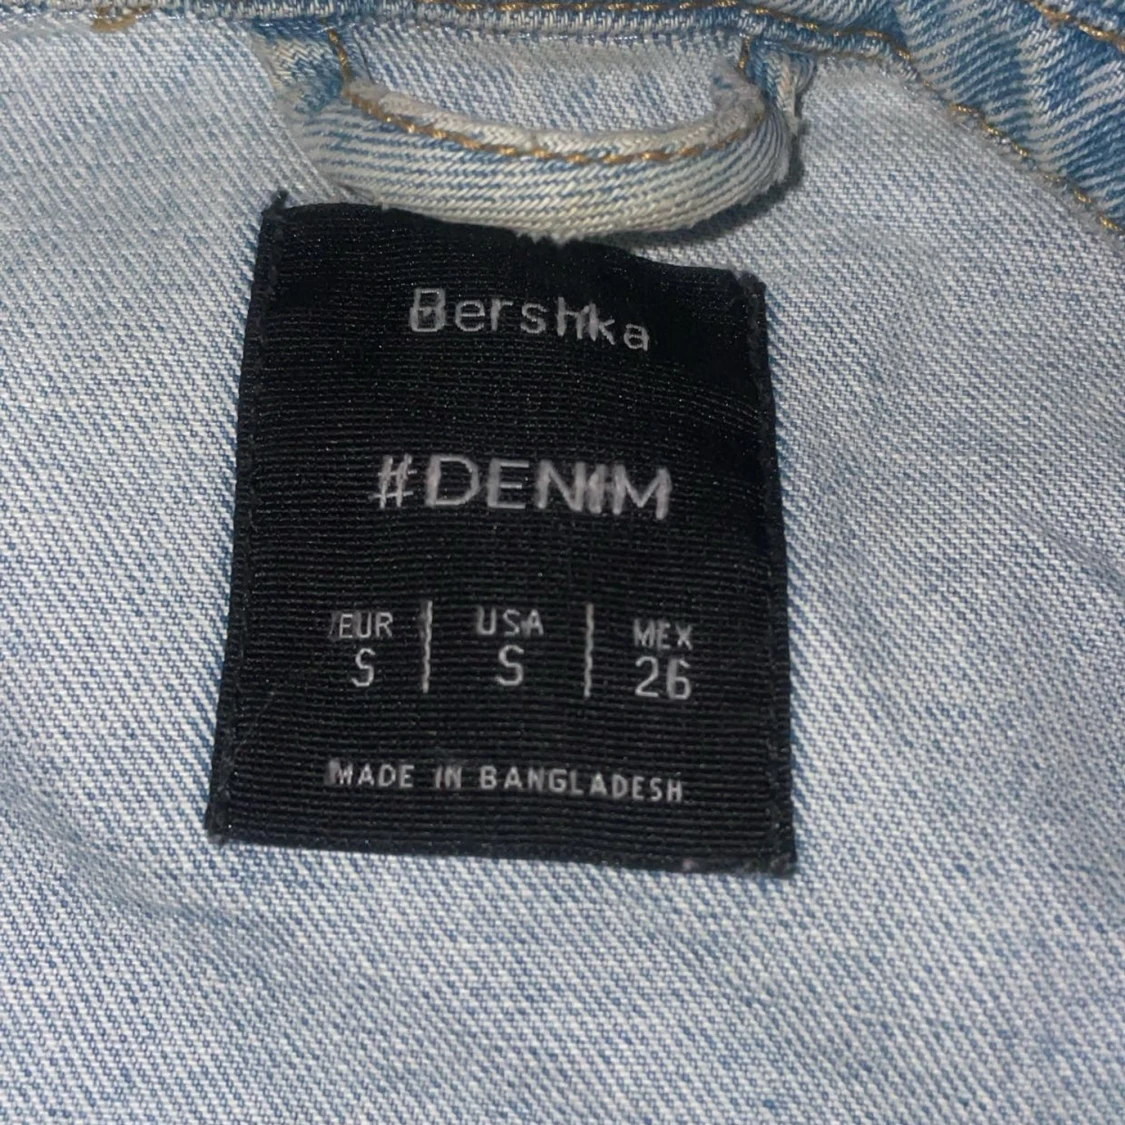 Bershka
#DENIM
EUR | USA | MEX
S | S | 26
MADE IN BANGLADESH